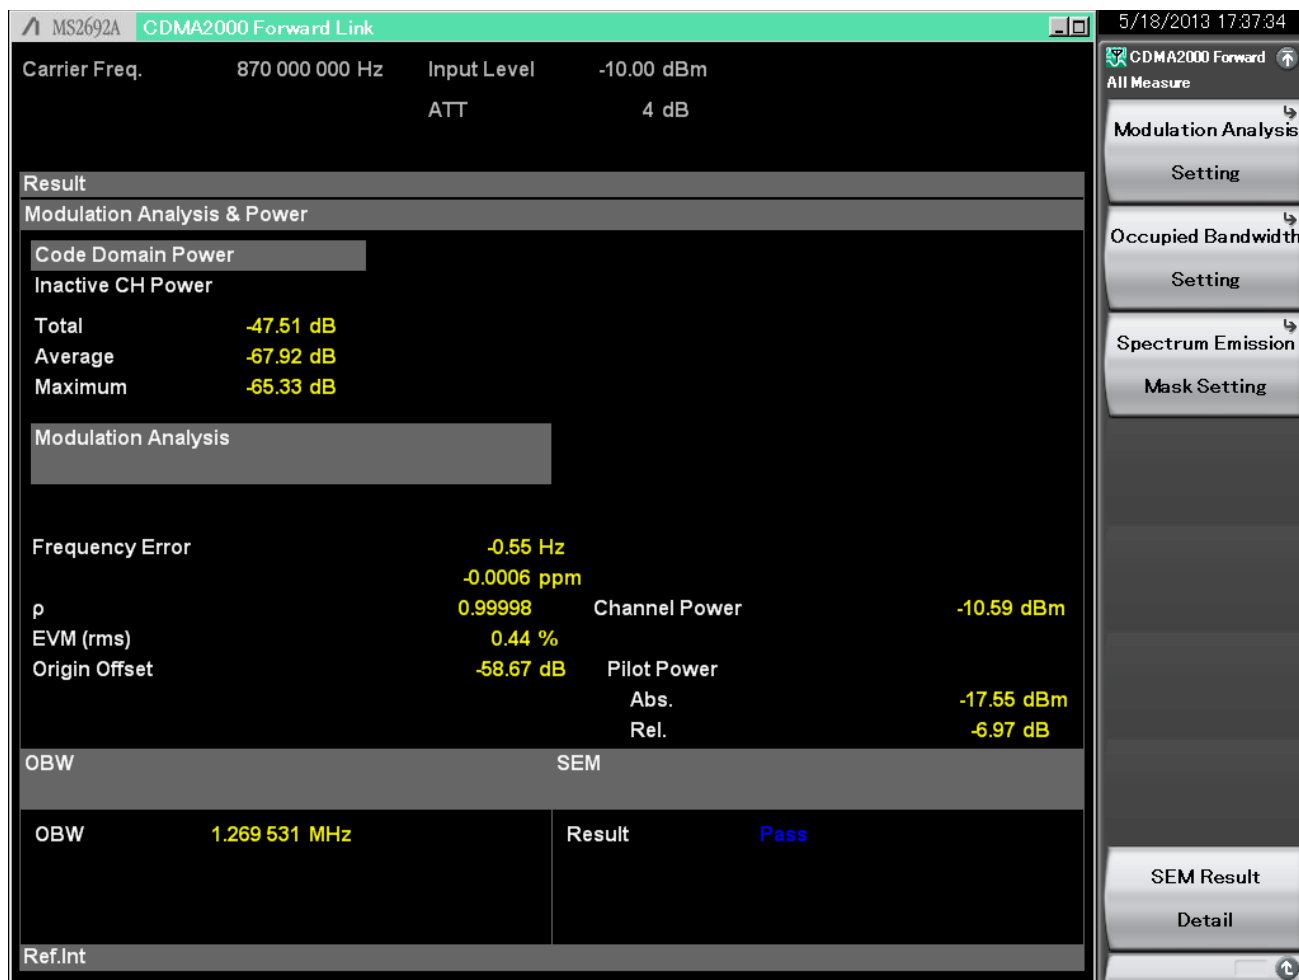 MS2692A CDMA2000 Forward Link
5/18/2013 17:37:34
Carrier Freq. 870 000 000 Hz Input Level -10.00 dBm
ATT 4 dB
Result
Modulation Analysis & Power
Code Domain Power
Inactive CH Power
Total -47.51 dB
Average -67.92 dB
Maximum -65.33 dB
Modulation Analysis
Frequency Error -0.55 Hz
-0.0006 ppm
ρ 0.99998 Channel Power -10.59 dBm
EVM (rms) 0.44 %
Origin Offset -58.67 dB Pilot Power
Abs. -17.55 dBm
Rel. -6.97 dB
OBW SEM
OBW 1.269 531 MHz Result Pass
Ref.Int
CDMA2000 Forward
All Measure
Modulation Analysis
Setting
Occupied Bandwidth
Setting
Spectrum Emission
Mask Setting
SEM Result
Detail